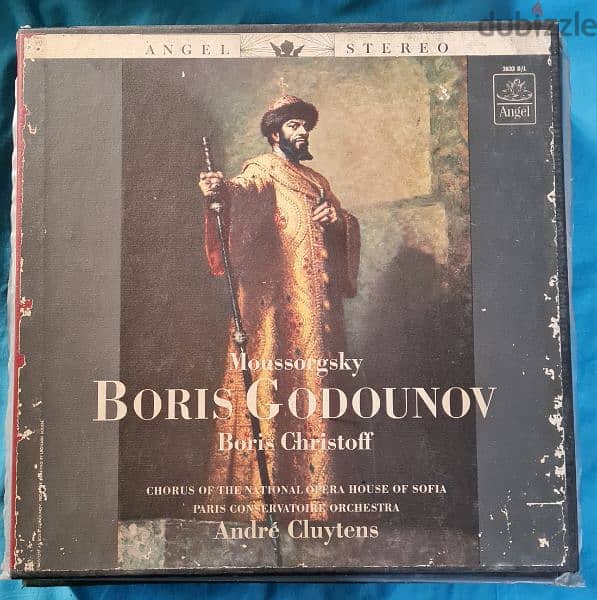 dubizzle
ANGEL STEREO
3633 D/L
Angel
Moussorgsky
BORIS GODOUNOV
Boris Christoff
CHORUS OF THE NATIONAL OPERA HOUSE OF SOFIA
PARIS CONSERVATOIRE ORCHESTRA
André Cluytens